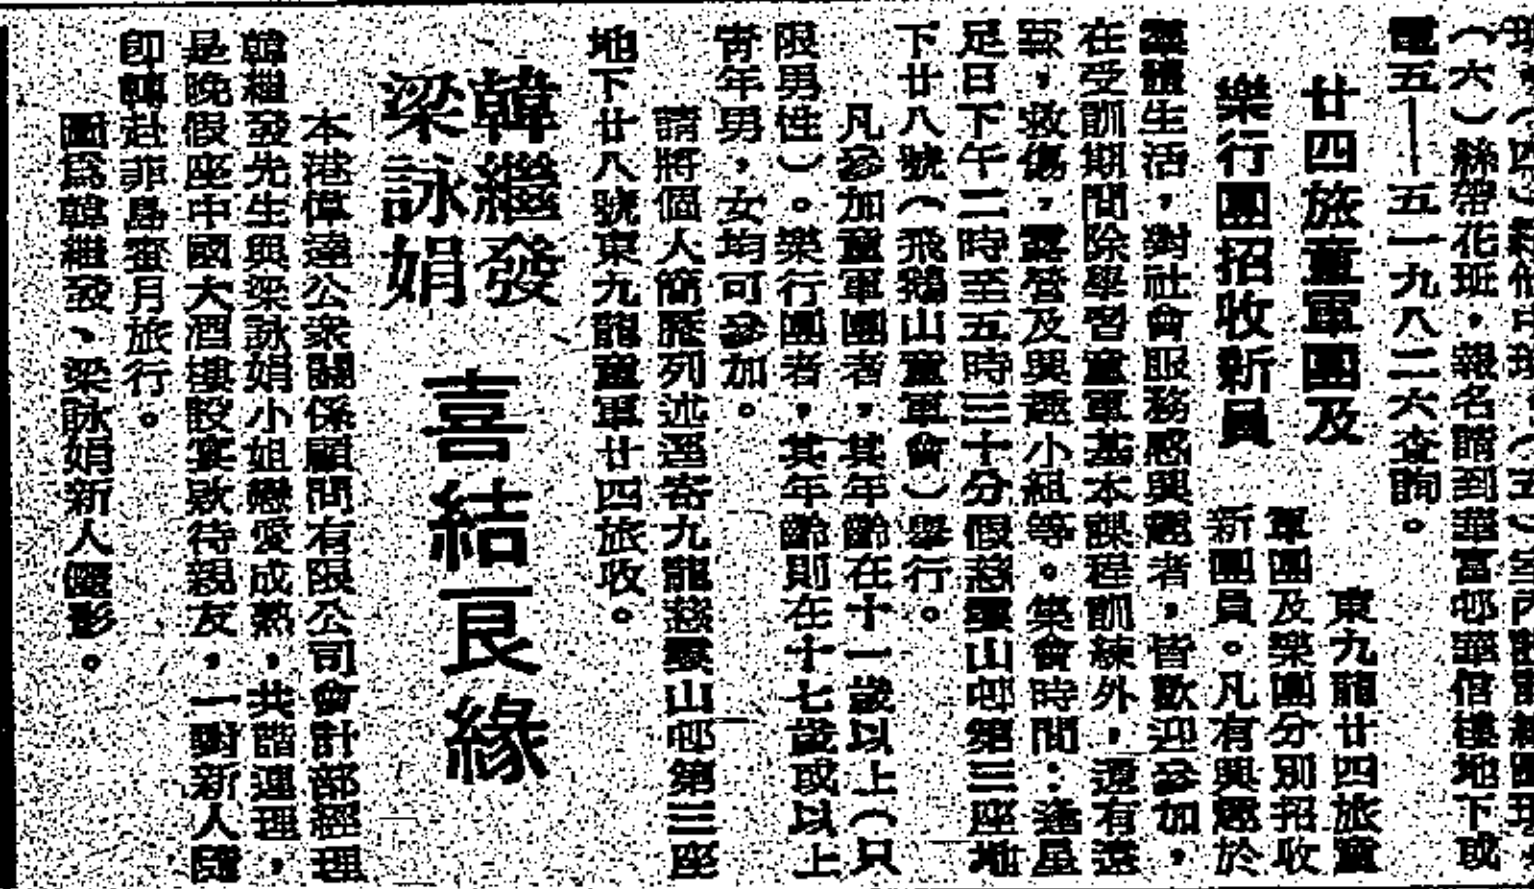 （六）絲帶花班，報名請到華富邨華信樓地下或
電五——五一九八二六查詢。
廿四旅童軍團及
樂行團招收新員
東九龍廿四旅童
軍團及樂團分別招收
新團員。凡有興趣於
團體生活，對社會服務感興趣者，皆歡迎參加，
在受訓期間除學習童軍基本課程訓練外，還有遠
，救傷，露營及興趣小組等。集會時間：逢星
足日下午二時至五時三十分假慈雲山邨第三座地
下廿八號（飛鵝山童軍會）舉行。
凡參加童軍團者，其年齡在十一歲以上（只
限男性）。樂行團者，其年齡則在十七歲或以上
青年男，女均可參加。
請將個人簡歷列述逕寄九龍慈雲山邨第三座
地下廿八號東九龍童軍廿四旅收。
韓繼發
梁詠娟
喜結良緣
本港偉達公衆關係顧問有限公司會計部經理
韓繼發先生與梁詠娟小姐戀愛成熟，共諧連理，
是晚假座中國大酒樓設宴欵待親友，一對新人隨
即轉赴菲島蜜月旅行。
圖爲韓繼發、梁詠娟新人儷影。